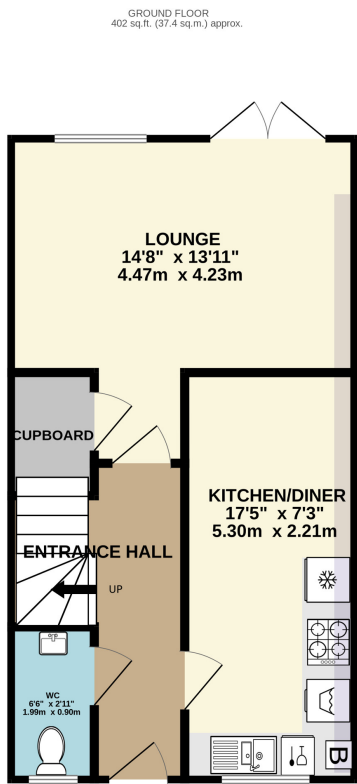 GROUND FLOOR
402 sq.ft. (37.4 sq.m.) approx.
LOUNGE
14'8" x 13'11"
4.47m x 4.23m
CUPBOARD
KITCHEN/DINER
17'5" x 7'3"
5.30m x 2.21m
ENTRANCE HALL
UP
WC
6'6" x 2'11"
1.99m x 0.90m
B